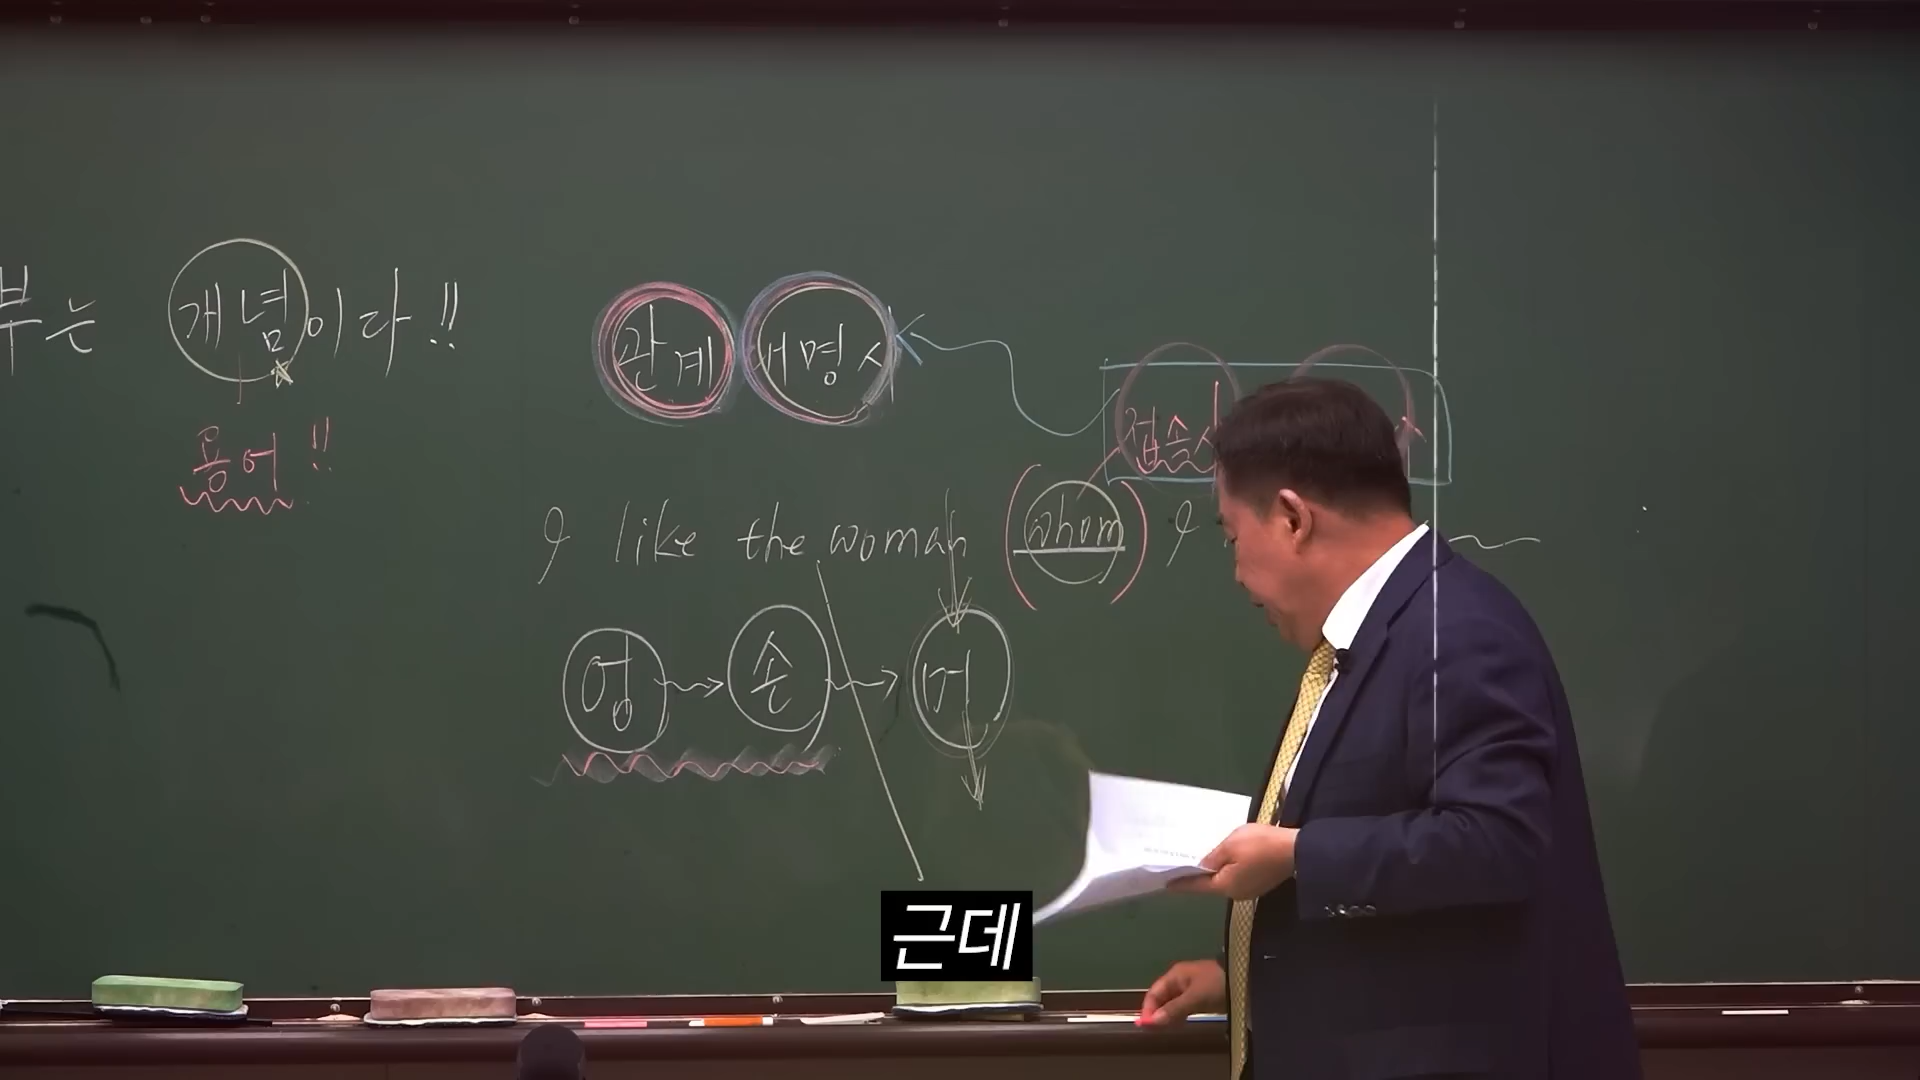 부는 개념이다!!
용어!!
관계 대명사
접속사
I like the woman (whom) I
영 손
근데